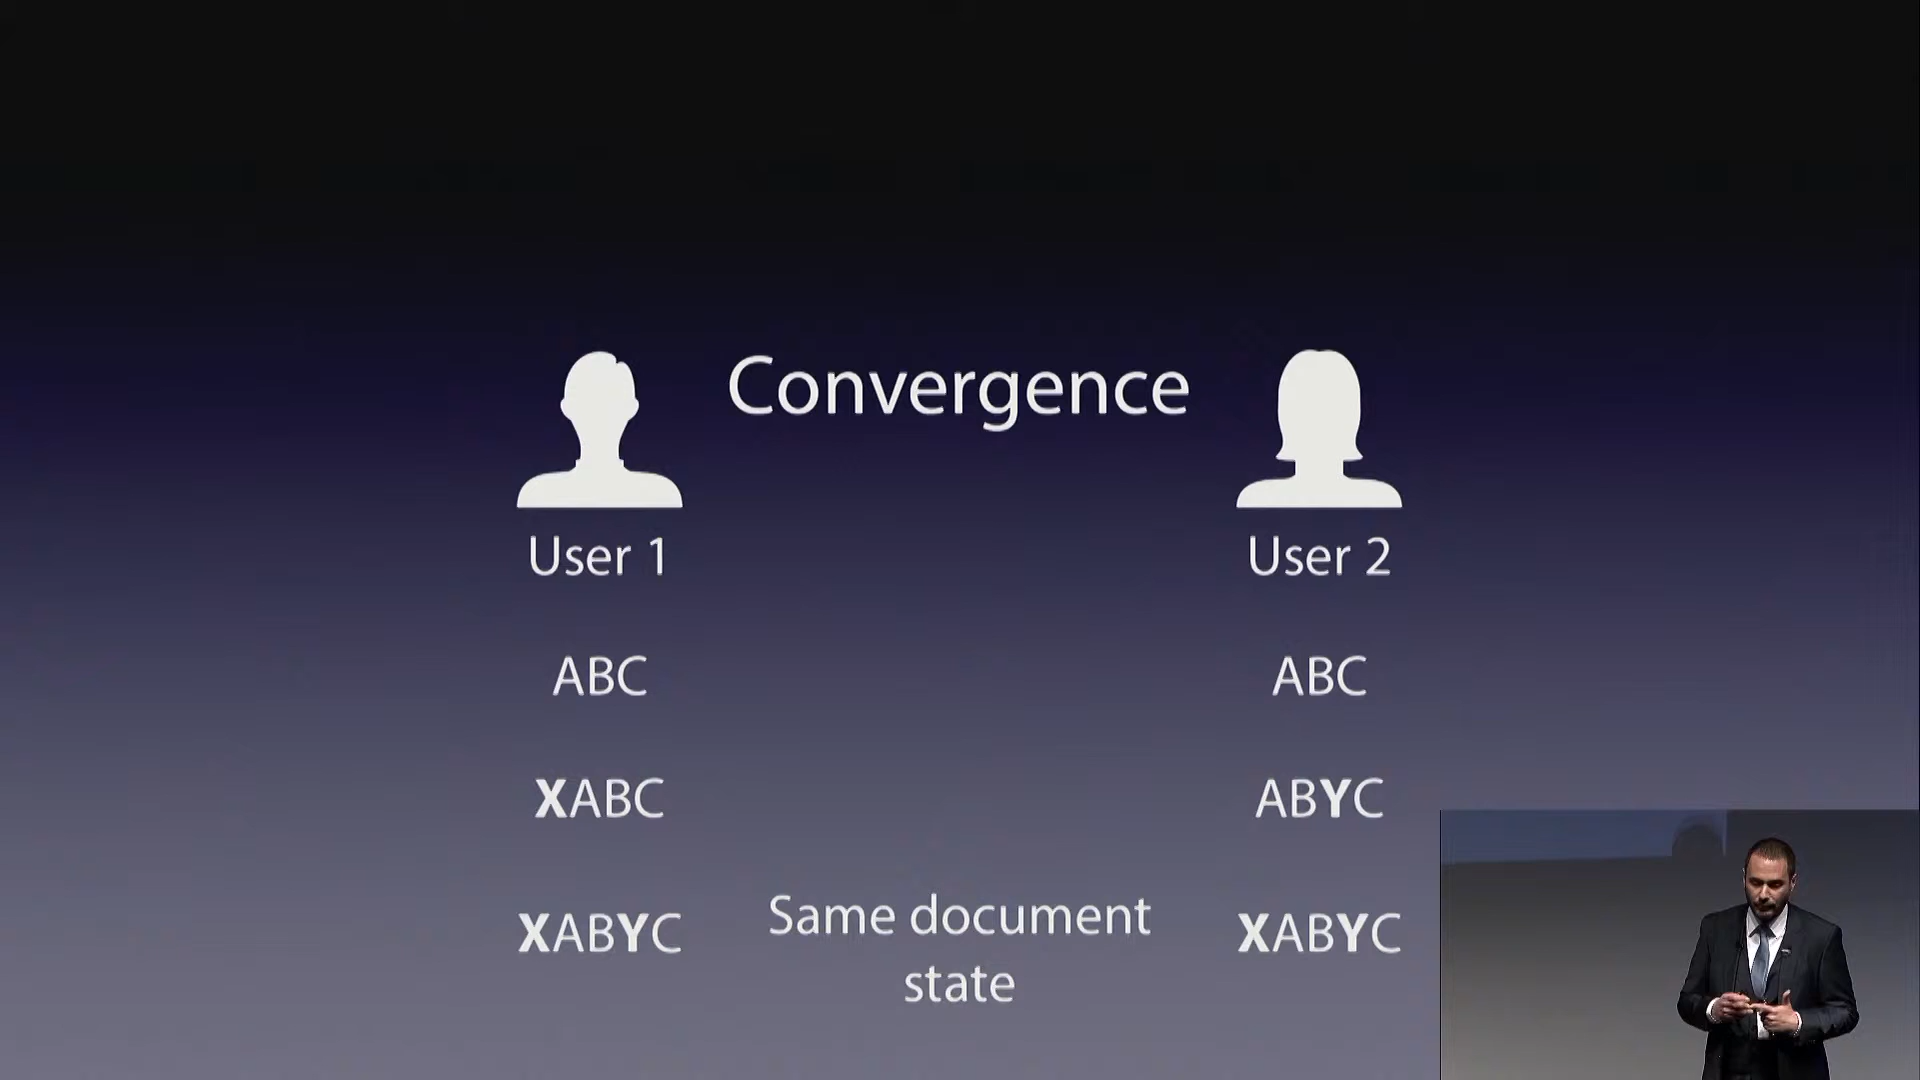 Convergence
User 1
User 2
ABC
ABC
XABC
ABYC
XABYC
Same document
state
XABYC